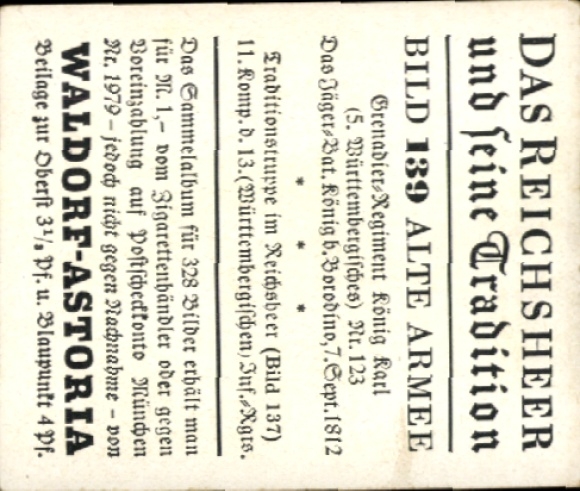 DAS REICHSHEER
und seine Tradition
BILD 139 ALTE ARMEE
Grenadier=Regiment König Karl
(5. Württembergisches) Nr. 123
Das Jäger=Bat. König b. Borodino, 7. Sept. 1812
* * *
Traditionstruppe im Reichsheer (Bild 137)
11. Komp. d. 13. (Württembergischen) Inf.=Rgts.
Das Sammelalbum für 328 Bilder erhält man
für M. 1,– vom Zigarettenhändler oder gegen
Voreinzahlung auf Postscheckkonto München
Nr. 1979 – jedoch nicht gegen Nachnahme – von
WALDORF-ASTORIA
Beilage zur Oberst 3 1/3 Pf. u. Blaupunkt 4 Pf.